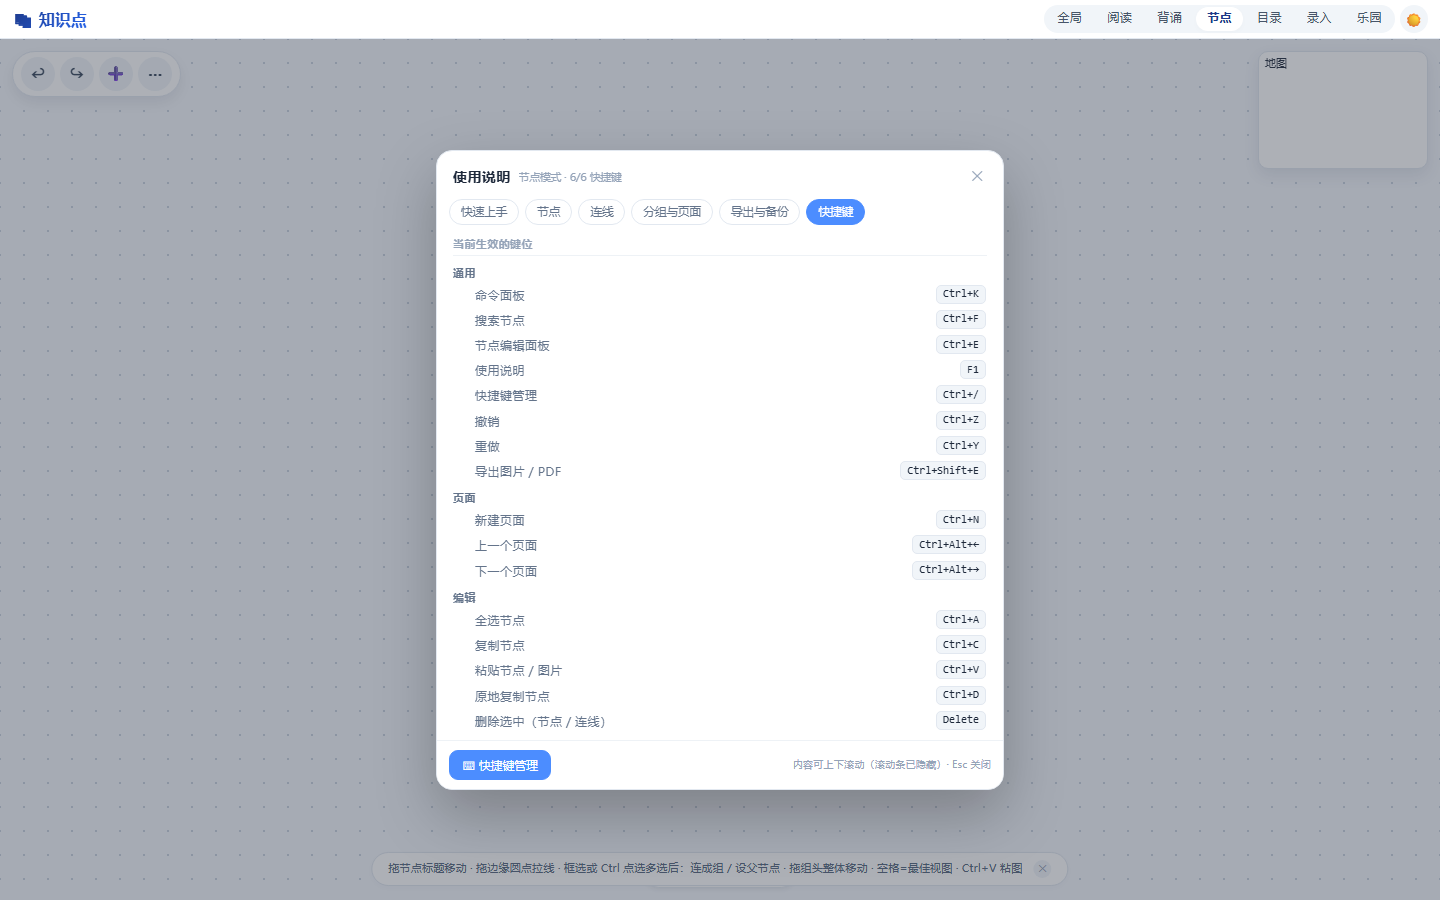 知识点
全局 阅读 背诵 节点 目录 录入 乐园
地图
使用说明 节点模式 · 6/6 快捷键
快速上手 节点 连线 分组与页面 导出与备份 快捷键
当前生效的键位
通用
命令面板 Ctrl+K
搜索节点 Ctrl+F
节点编辑面板 Ctrl+E
使用说明 F1
快捷键管理 Ctrl+/
撤销 Ctrl+Z
重做 Ctrl+Y
导出图片 / PDF Ctrl+Shift+E
页面
新建页面 Ctrl+N
上一个页面 Ctrl+Alt+←
下一个页面 Ctrl+Alt+→
编辑
全选节点 Ctrl+A
复制节点 Ctrl+C
粘贴节点 / 图片 Ctrl+V
原地复制节点 Ctrl+D
删除选中（节点 / 连线） Delete
快捷键管理 内容可上下滚动（滚动条已隐藏）· Esc 关闭
拖节点标题移动 · 拖边缘圆点拉线 · 框选或 Ctrl 点选多选后：连成组 / 设父节点 · 拖组头整体移动 · 空格=最佳视图 · Ctrl+V 粘图